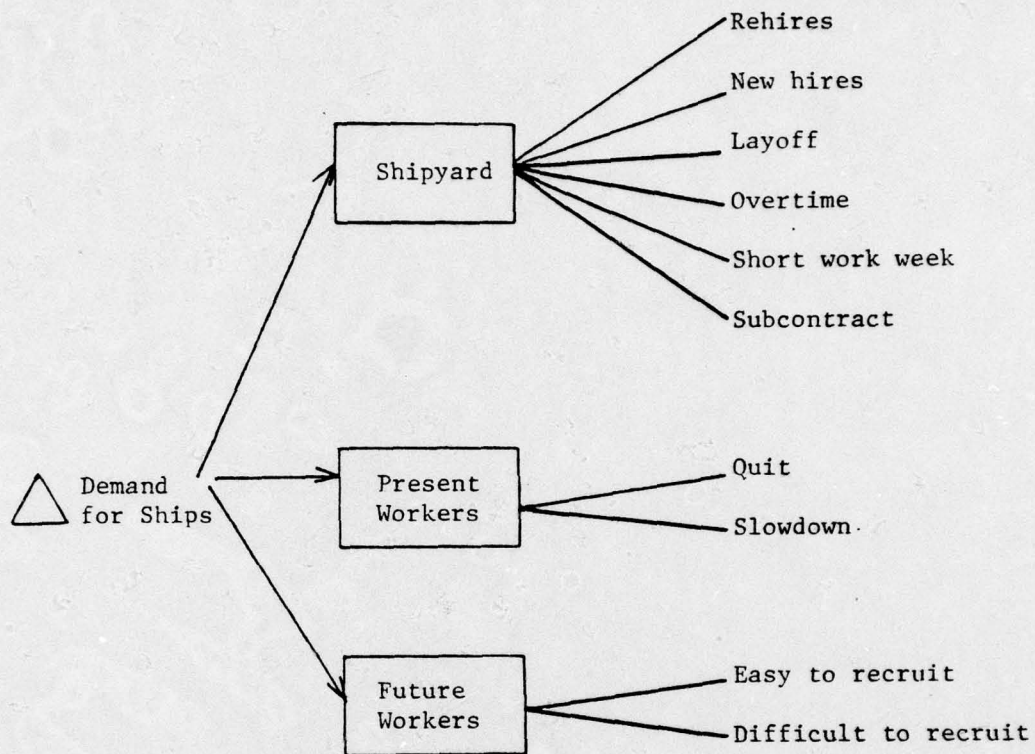 Rehires
New hires
Layoff
Overtime
Short work week
Subcontract
Shipyard
Demand
for Ships
Present
Workers
Quit
Slowdown
Future
Workers
Easy to recruit
Difficult to recruit